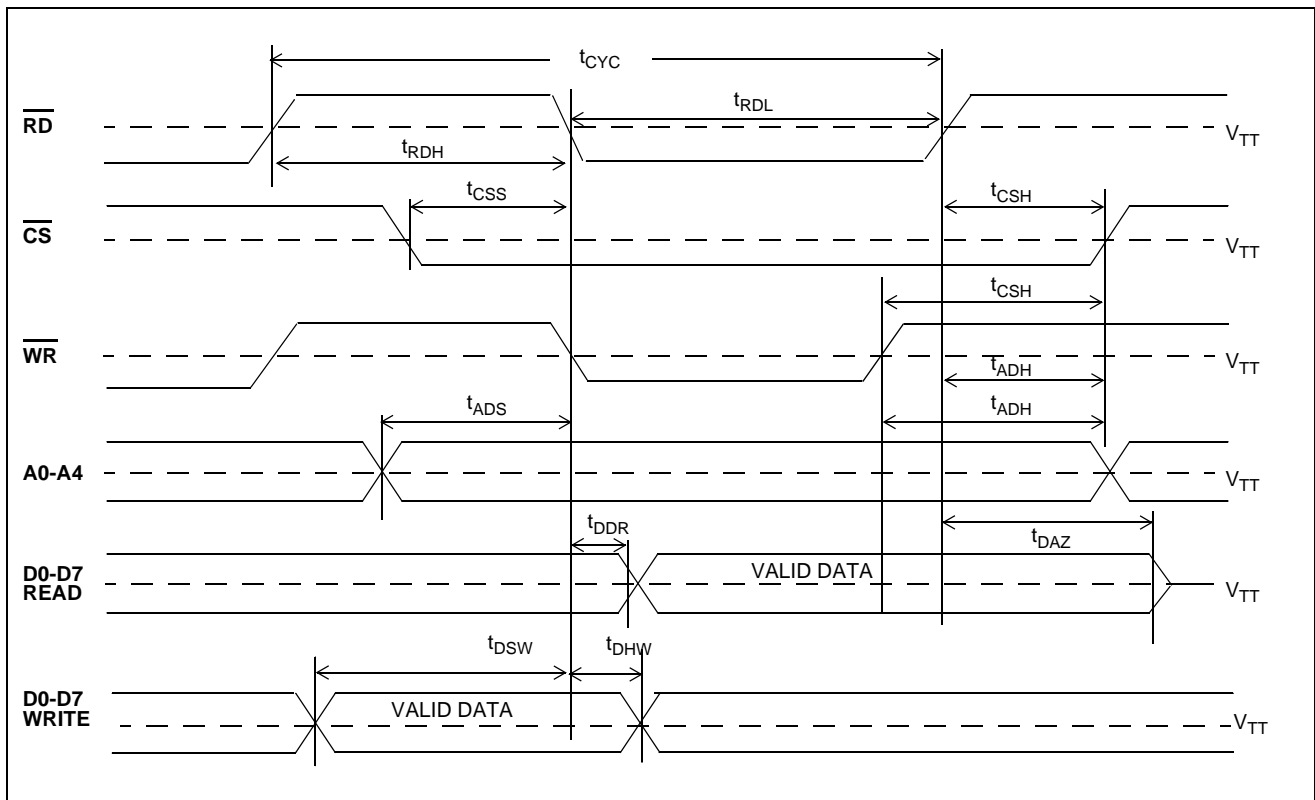 tCYC
RD
tRDL
VTT
tRDH
tCSS
tCSH
CS
VTT
tCSH
WR
VTT
tADH
tADS
tADH
A0-A4
VTT
tDDR
tDAZ
D0-D7
READ
VALID DATA
VTT
tDSW
tDHW
D0-D7
WRITE
VALID DATA
VTT